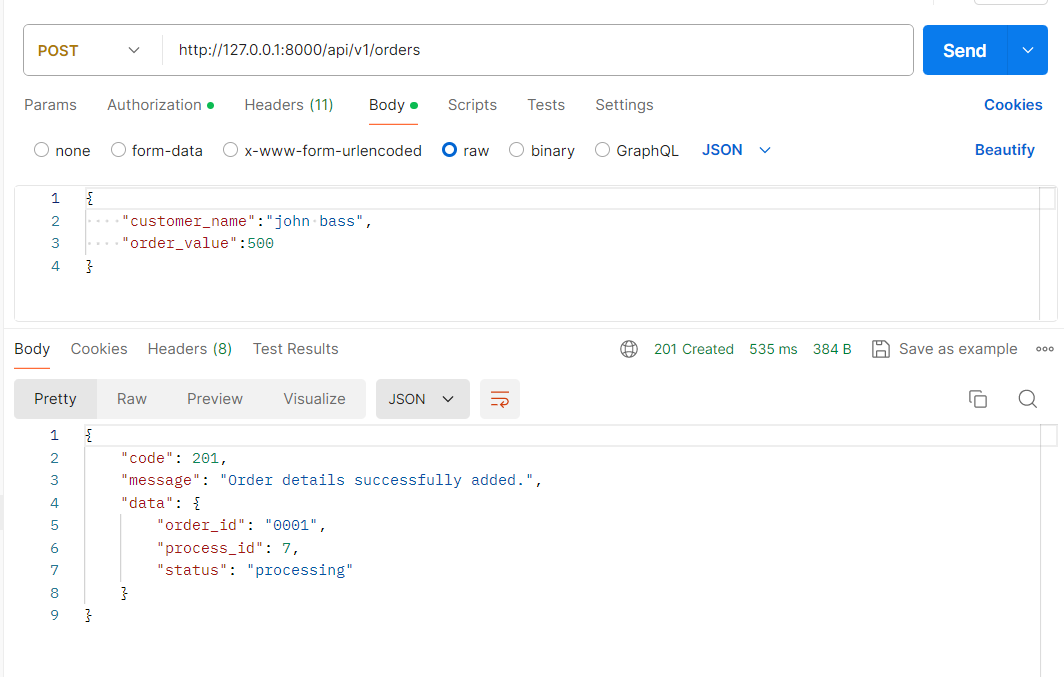 POST http://127.0.0.1:8000/api/v1/orders Send
Params Authorization Headers (11) Body Scripts Tests Settings Cookies
none form-data x-www-form-urlencoded raw binary GraphQL JSON Beautify
1 {
2 "customer_name":"john bass",
3 "order_value":500
4 }
Body Cookies Headers (8) Test Results 201 Created 535 ms 384 B Save as example
Pretty Raw Preview Visualize JSON
1 {
2 "code": 201,
3 "message": "Order details successfully added.",
4 "data": {
5 "order_id": "0001",
6 "process_id": 7,
7 "status": "processing"
8 }
9 }